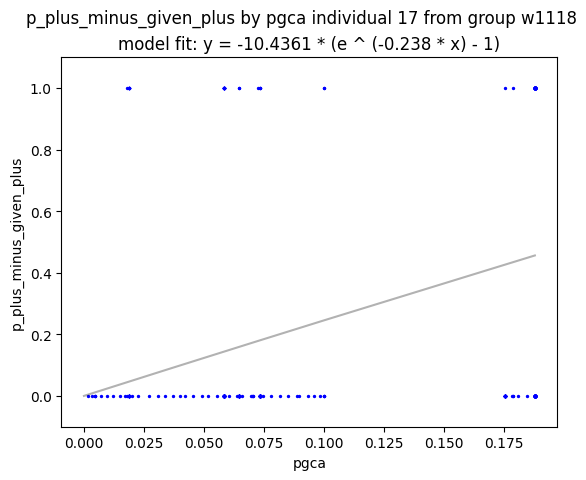 p_plus_minus_given_plus by pgca individual 17 from group w1118
model fit: y = -10.4361 * (e ^ (-0.238 * x) - 1)
1.0
0.8
0.6
0.4
0.2
0.0
p_plus_minus_given_plus
0.000 0.025 0.050 0.075 0.100 0.125 0.150 0.175
pgca